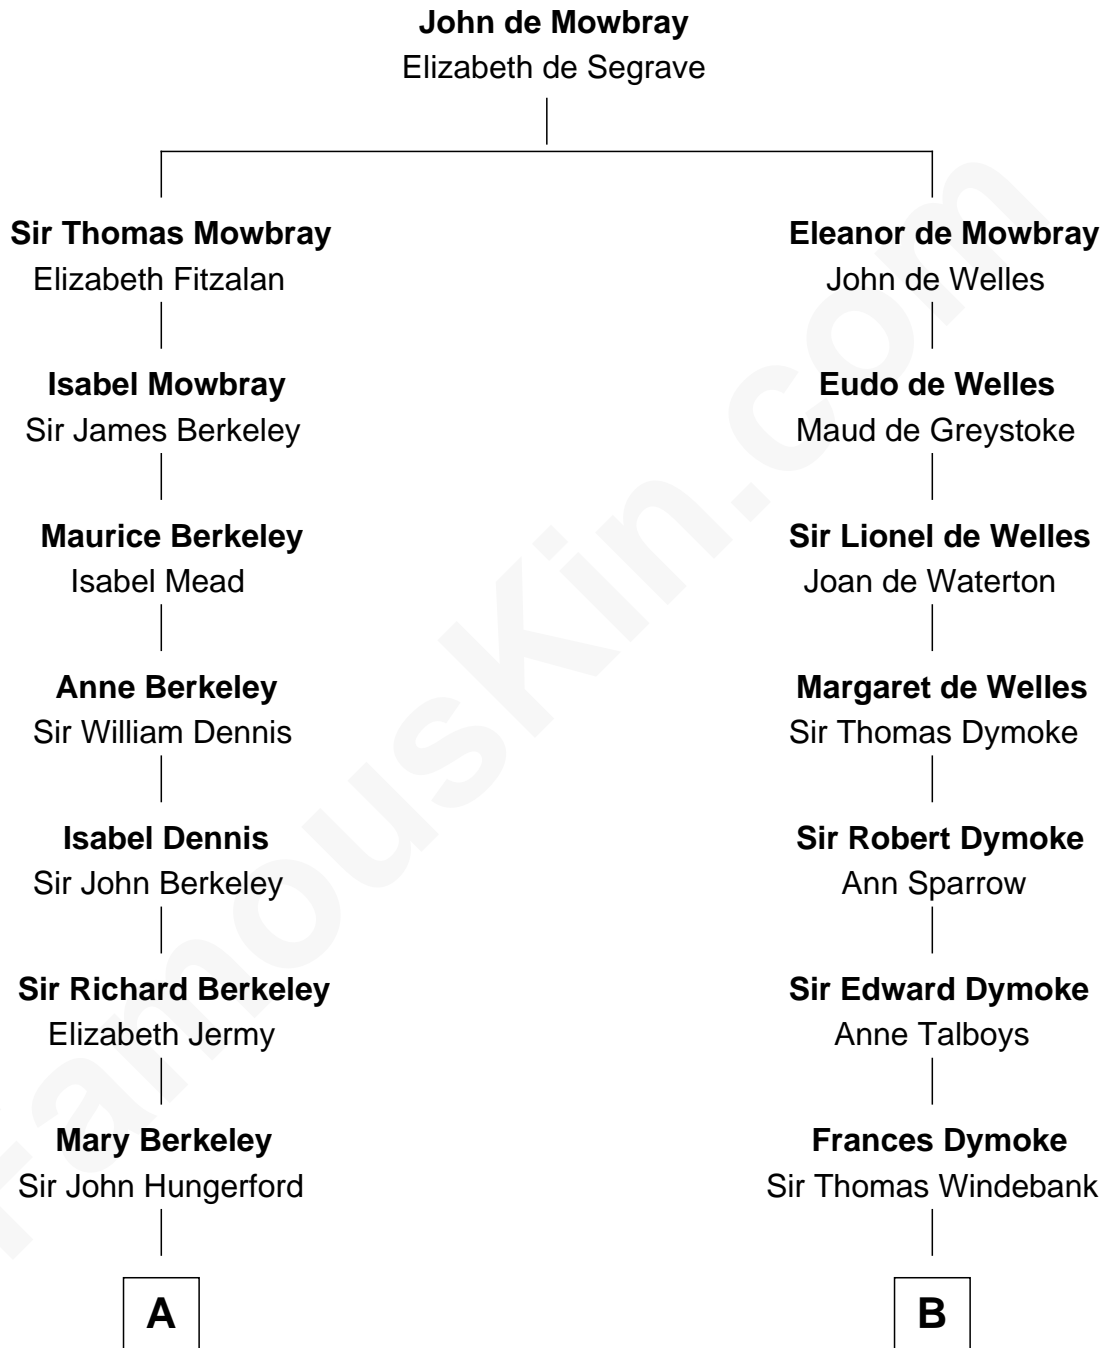 John de Mowbray
Elizabeth de Segrave
Sir Thomas Mowbray
Elizabeth Fitzalan
Eleanor de Mowbray
John de Welles
Isabel Mowbray
Sir James Berkeley
Eudo de Welles
Maud de Greystoke
Maurice Berkeley
Isabel Mead
Sir Lionel de Welles
Joan de Waterton
Anne Berkeley
Sir William Dennis
Margaret de Welles
Sir Thomas Dymoke
Isabel Dennis
Sir John Berkeley
Sir Robert Dymoke
Ann Sparrow
Sir Richard Berkeley
Elizabeth Jermy
Sir Edward Dymoke
Anne Talboys
Mary Berkeley
Sir John Hungerford
Frances Dymoke
Sir Thomas Windebank
A
B
FamousKin.com